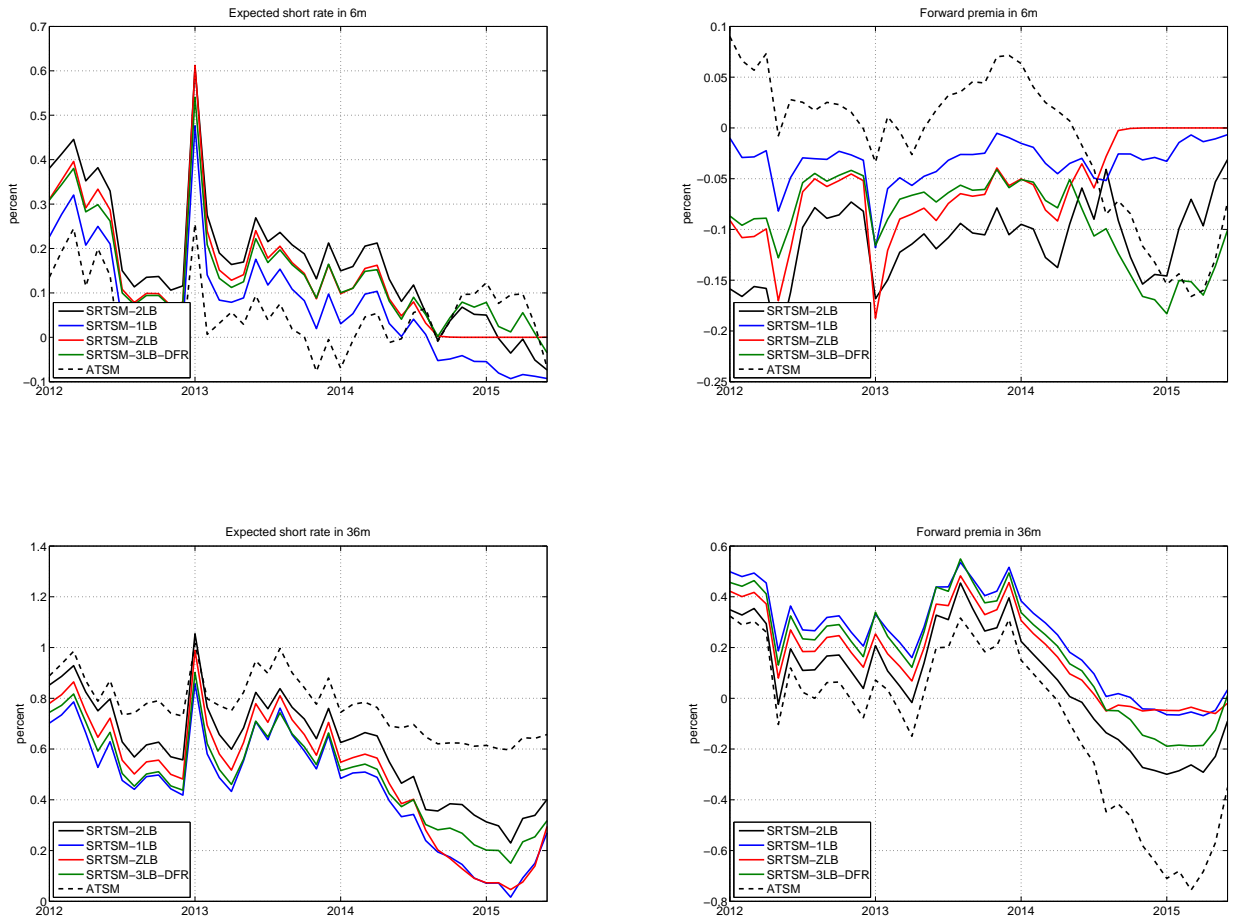 Expected short rate in 6m
0.7
0.6
0.5
0.4
0.3
0.2
0.1
0
−0.1
percent
SRTSM−2LB
SRTSM−1LB
SRTSM−ZLB
SRTSM−3LB−DFR
ATSM
2012 2013 2014 2015
Forward premia in 6m
0.1
0.05
0
−0.05
−0.1
−0.15
−0.2
−0.25
percent
SRTSM−2LB
SRTSM−1LB
SRTSM−ZLB
SRTSM−3LB−DFR
ATSM
2012 2013 2014 2015
Expected short rate in 36m
1.4
1.2
1
0.8
0.6
0.4
0.2
0
percent
SRTSM−2LB
SRTSM−1LB
SRTSM−ZLB
SRTSM−3LB−DFR
ATSM
2012 2013 2014 2015
Forward premia in 36m
0.6
0.4
0.2
0
−0.2
−0.4
−0.6
−0.8
percent
SRTSM−2LB
SRTSM−1LB
SRTSM−ZLB
SRTSM−3LB−DFR
ATSM
2012 2013 2014 2015